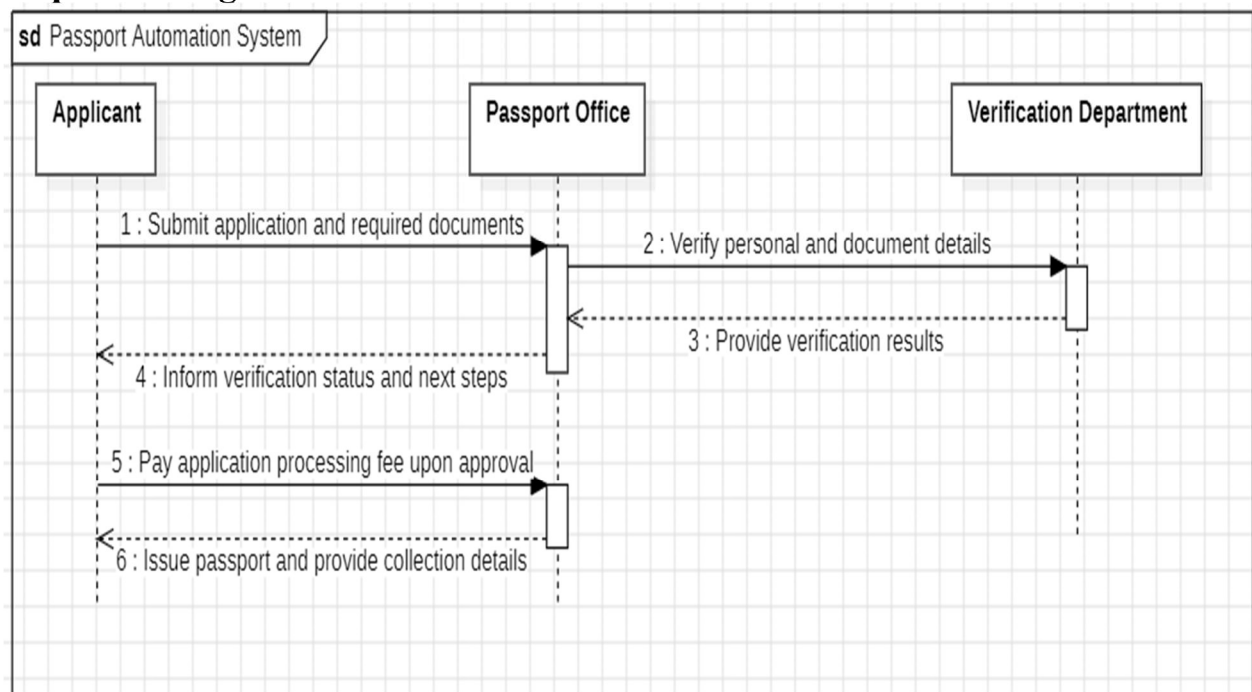 sd Passport Automation System
Applicant
Passport Office
Verification Department
1 : Submit application and required documents
2 : Verify personal and document details
3 : Provide verification results
4 : Inform verification status and next steps
5 : Pay application processing fee upon approval
6 : Issue passport and provide collection details